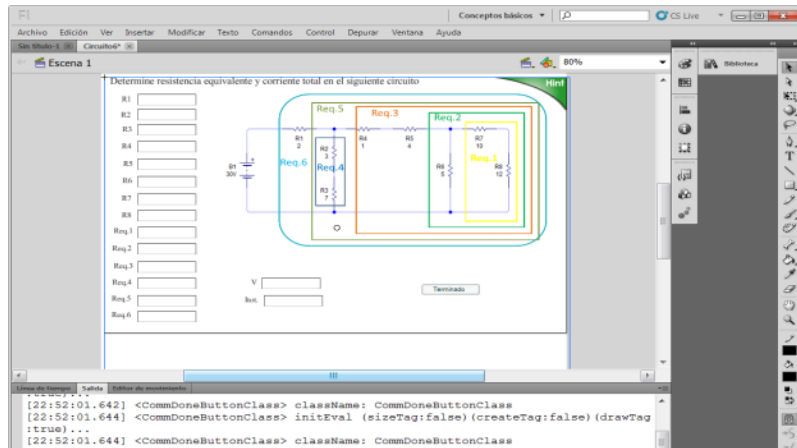 Fl
Conceptos básicos
CS Live
Archivo Edición Ver Insertar Modificar Texto Comandos Control Depurar Ventana Ayuda
Sin título-1
Circuito6*
Escena 1
80%
Biblioteca
Determine resistencia equivalente y corriente total en el siguiente circuito
Hint
R1
R2
R3
R4
R5
R6
R7
R8
Req.1
Req.2
Req.3
Req.4
Req.5
Req.6
V
Itot.
Terminado
Req.5
Req.3
Req.2
Req.6
Req.4
Req.1
B1
30V
R1
2
R2
3
R3
7
R4
1
R5
4
R6
5
R7
10
R8
12
Línea de tiempo Salida Editor de movimiento
:true)...
[22:52:01.642] <CommDoneButtonClass> className: CommDoneButtonClass
[22:52:01.644] <CommDoneButtonClass> initEval (sizeTag:false)(createTag:false)(drawTag
:true)...
[22:52:01.644] <CommDoneButtonClass> className: CommDoneButtonClass